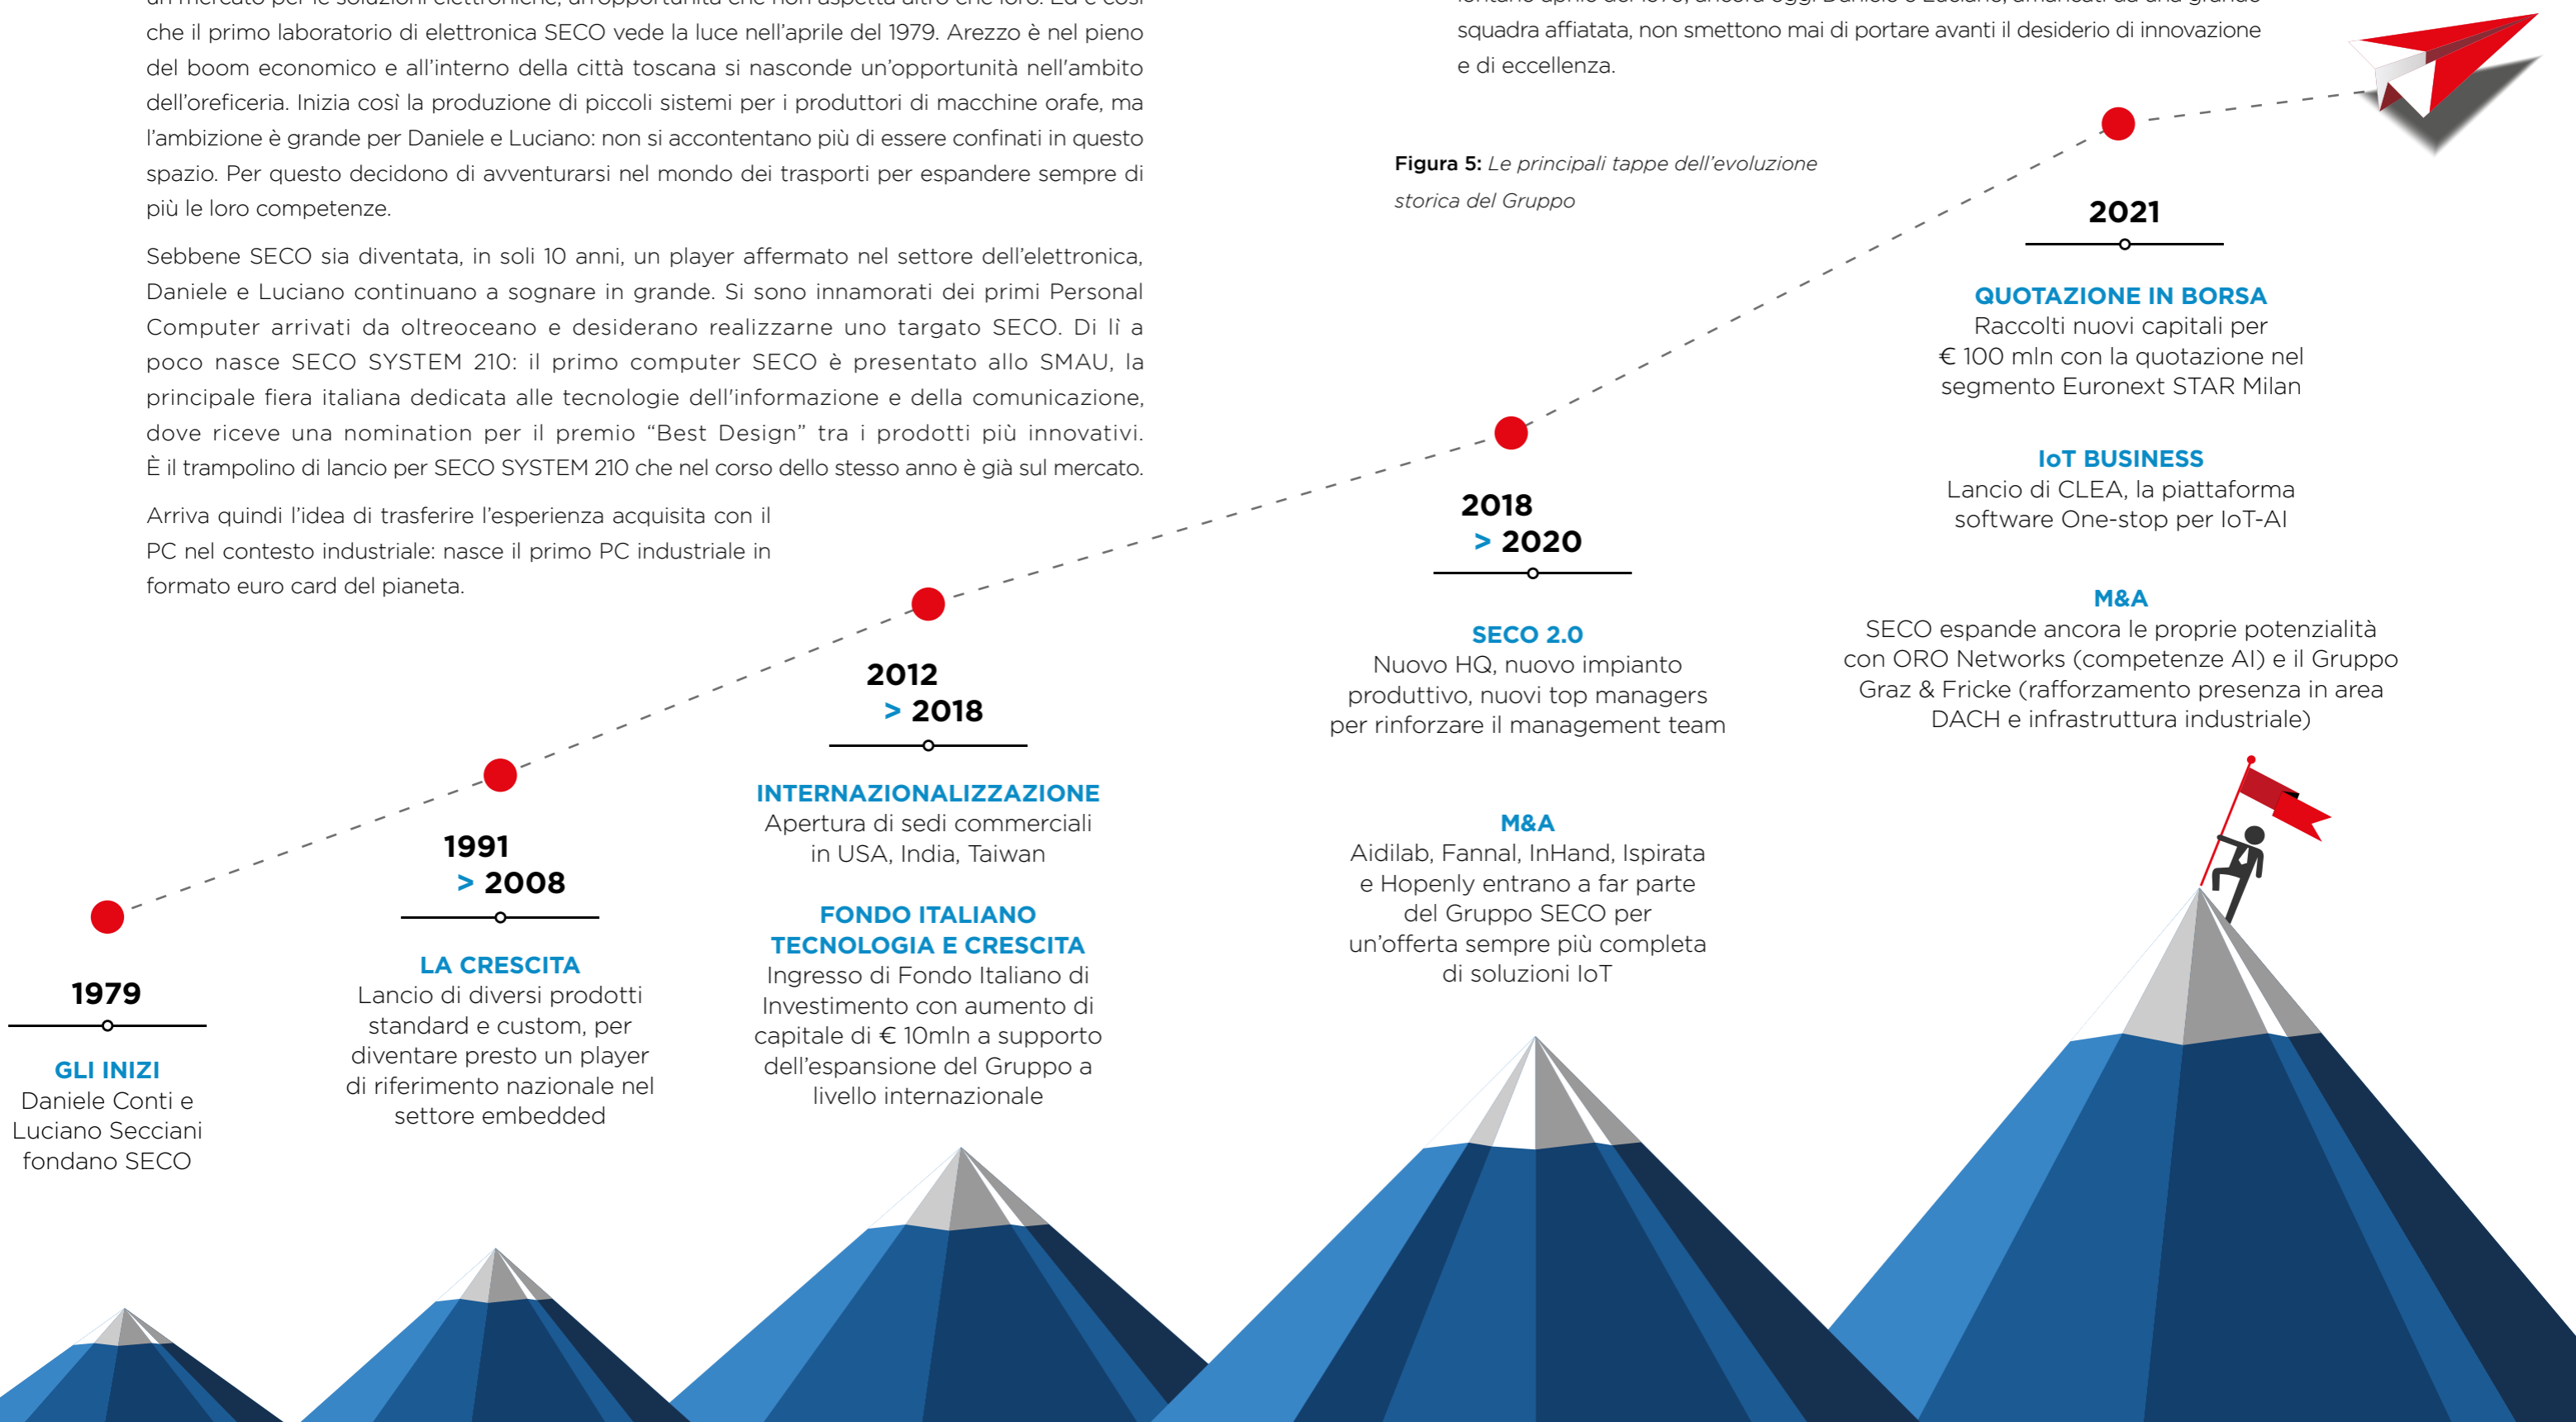 che il primo laboratorio di elettronica SECO vede la luce nell’aprile del 1979. Arezzo è nel pieno
del boom economico e all’interno della città toscana si nasconde un’opportunità nell'ambito
dell’oreficeria. Inizia così la produzione di piccoli sistemi per i produttori di macchine orafe, ma
l’ambizione è grande per Daniele e Luciano: non si accontentano più di essere confinati in questo
spazio. Per questo decidono di avventurarsi nel mondo dei trasporti per espandere sempre di
più le loro competenze.
Sebbene SECO sia diventata, in soli 10 anni, un player affermato nel settore dell’elettronica,
Daniele e Luciano continuano a sognare in grande. Si sono innamorati dei primi Personal
Computer arrivati da oltreoceano e desiderano realizzarne uno targato SECO. Di lì a
poco nasce SECO SYSTEM 210: il primo computer SECO è presentato allo SMAU, la
principale fiera italiana dedicata alle tecnologie dell'informazione e della comunicazione,
dove riceve una nomination per il premio “Best Design” tra i prodotti più innovativi.
È il trampolino di lancio per SECO SYSTEM 210 che nel corso dello stesso anno è già sul mercato.
Arriva quindi l’idea di trasferire l’esperienza acquisita con il
PC nel contesto industriale: nasce il primo PC industriale in
formato euro card del pianeta.
squadra affiatata, non smettono mai di portare avanti il desiderio di innovazione
e di eccellenza.
Figura 5: Le principali tappe dell’evoluzione
storica del Gruppo
1979
GLI INIZI
Daniele Conti e
Luciano Secciani
fondano SECO
1991
> 2008
LA CRESCITA
Lancio di diversi prodotti
standard e custom, per
diventare presto un player
di riferimento nazionale nel
settore embedded
2012
> 2018
INTERNAZIONALIZZAZIONE
Apertura di sedi commerciali
in USA, India, Taiwan
FONDO ITALIANO
TECNOLOGIA E CRESCITA
Ingresso di Fondo Italiano di
Investimento con aumento di
capitale di € 10mln a supporto
dell’espansione del Gruppo a
livello internazionale
2018
> 2020
SECO 2.0
Nuovo HQ, nuovo impianto
produttivo, nuovi top managers
per rinforzare il management team
M&A
Aidilab, Fannal, InHand, Ispirata
e Hopenly entrano a far parte
del Gruppo SECO per
un’offerta sempre più completa
di soluzioni IoT
2021
QUOTAZIONE IN BORSA
Raccolti nuovi capitali per
€ 100 mln con la quotazione nel
segmento Euronext STAR Milan
IoT BUSINESS
Lancio di CLEA, la piattaforma
software One-stop per IoT-AI
M&A
SECO espande ancora le proprie potenzialità
con ORO Networks (competenze AI) e il Gruppo
Graz & Fricke (rafforzamento presenza in area
DACH e infrastruttura industriale)